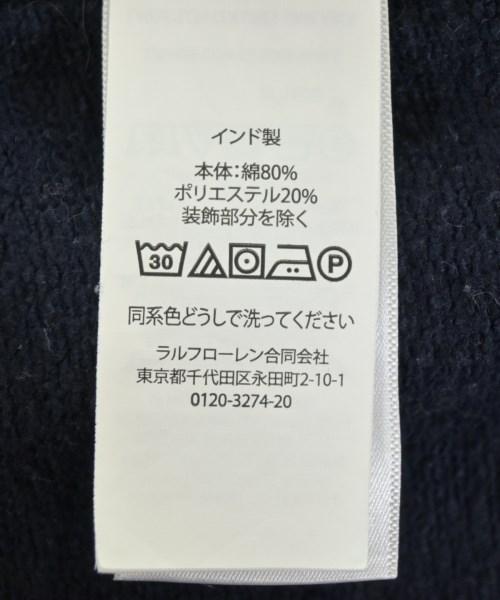 インド製
本体：綿80%
ポリエステル20%
装飾部分を除く
30 P
同系色どうしで洗ってください
ラルフローレン合同会社
東京都千代田区永田町2-10-1
0120-3274-20